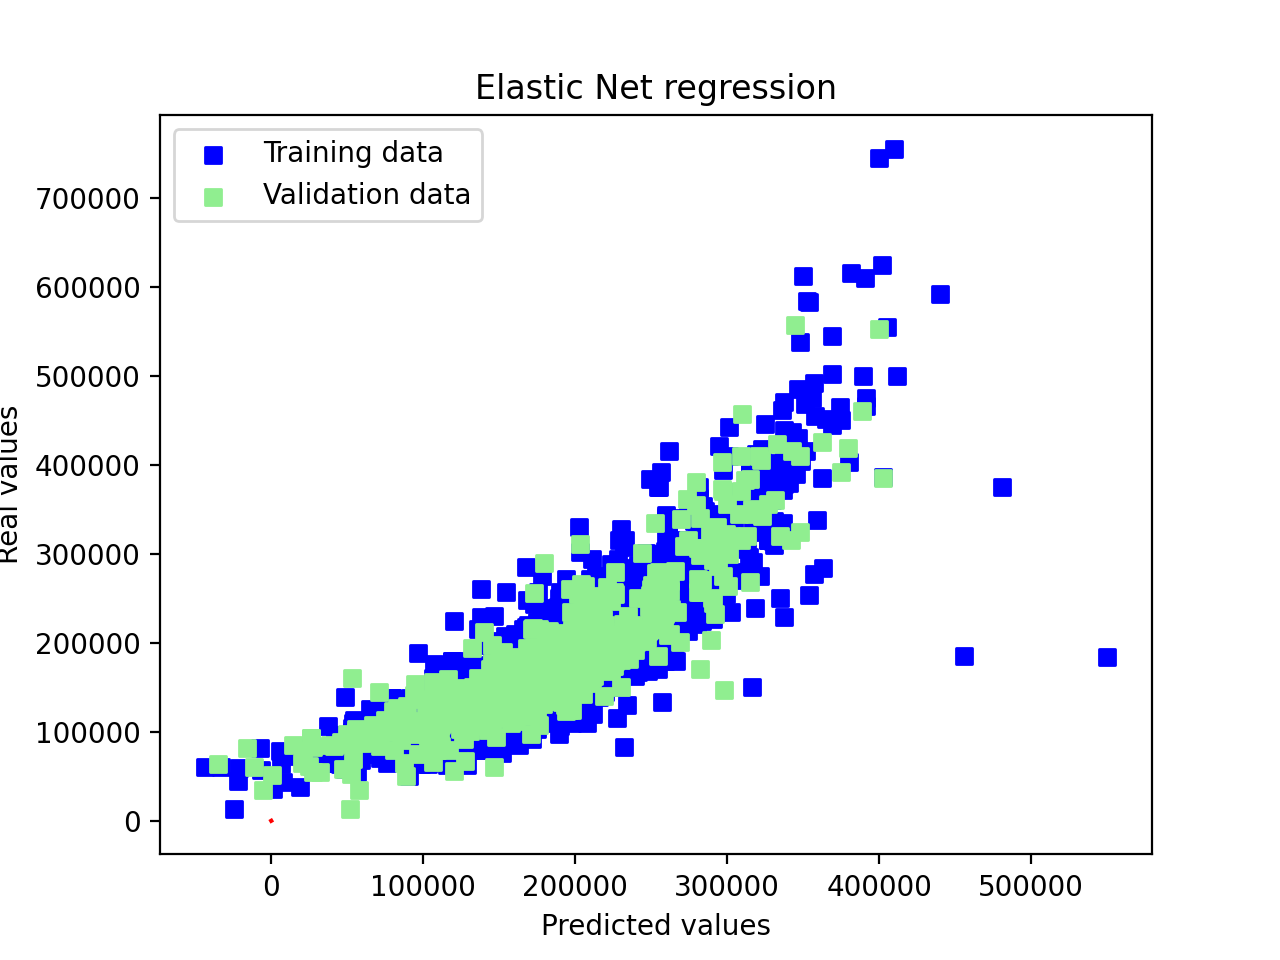 Elastic Net regression
Training data
Validation data
700000
600000
500000
400000
300000
200000
100000
0
Real values
0 100000 200000 300000 400000 500000
Predicted values